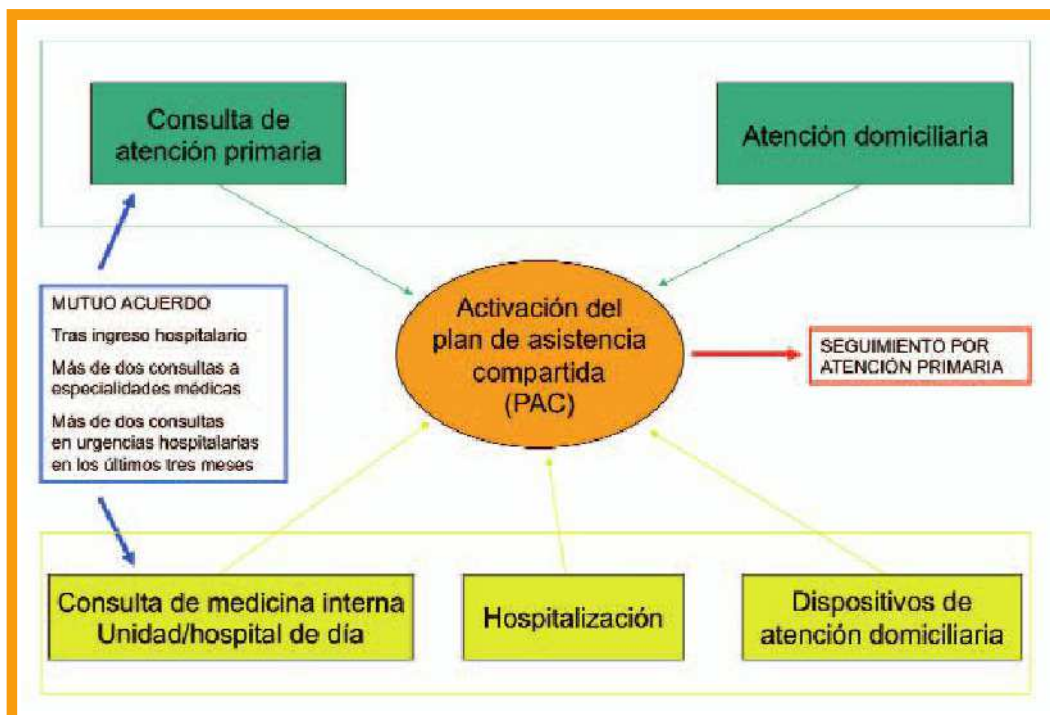 Consulta de
atención primaria
Atención domiciliaria
MUTUO ACUERDO
Tras ingreso hospitalario
Más de dos consultas a
especialidades médicas
Más de dos consultas
en urgencias hospitalarias
en los últimos tres meses
Activación del
plan de asistencia
compartida
(PAC)
SEGUIMIENTO POR
ATENCIÓN PRIMARIA
Consulta de medicina interna
Unidad/hospital de día
Hospitalización
Dispositivos de
atención domiciliaria